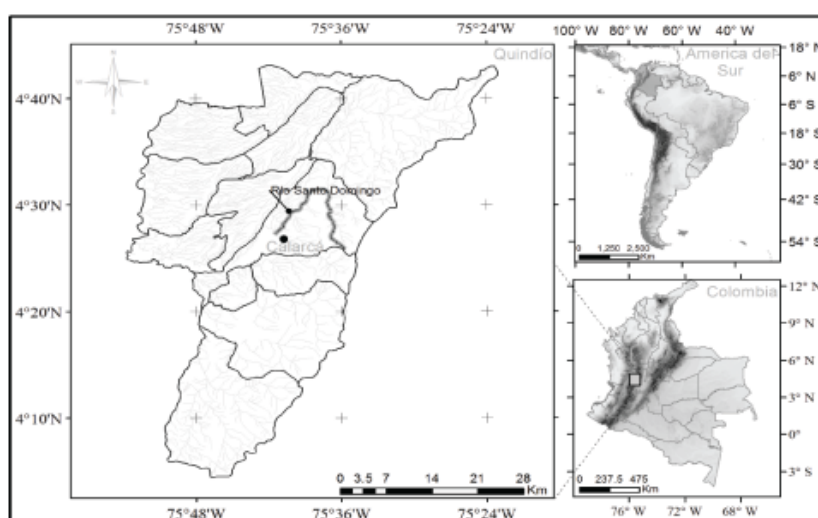 75°48'W 75°36'W 75°24'W
Quindío
4°40'N
4°30'N
4°20'N
4°10'N
Río Santo Domingo
Calarcá
0 3.5 7 14 21 28
Km
75°48'W 75°36'W 75°24'W
100° W 80° W 60° W 40° W
America del
Sur
18° N
6° N
6° S
18° S
30° S
42° S
54° S
0 1,250 2,500
Km
Colombia
12° N
9° N
6° N
3° N
0°
3° S
0 237.5 475
Km
76° W 72° W 68° W